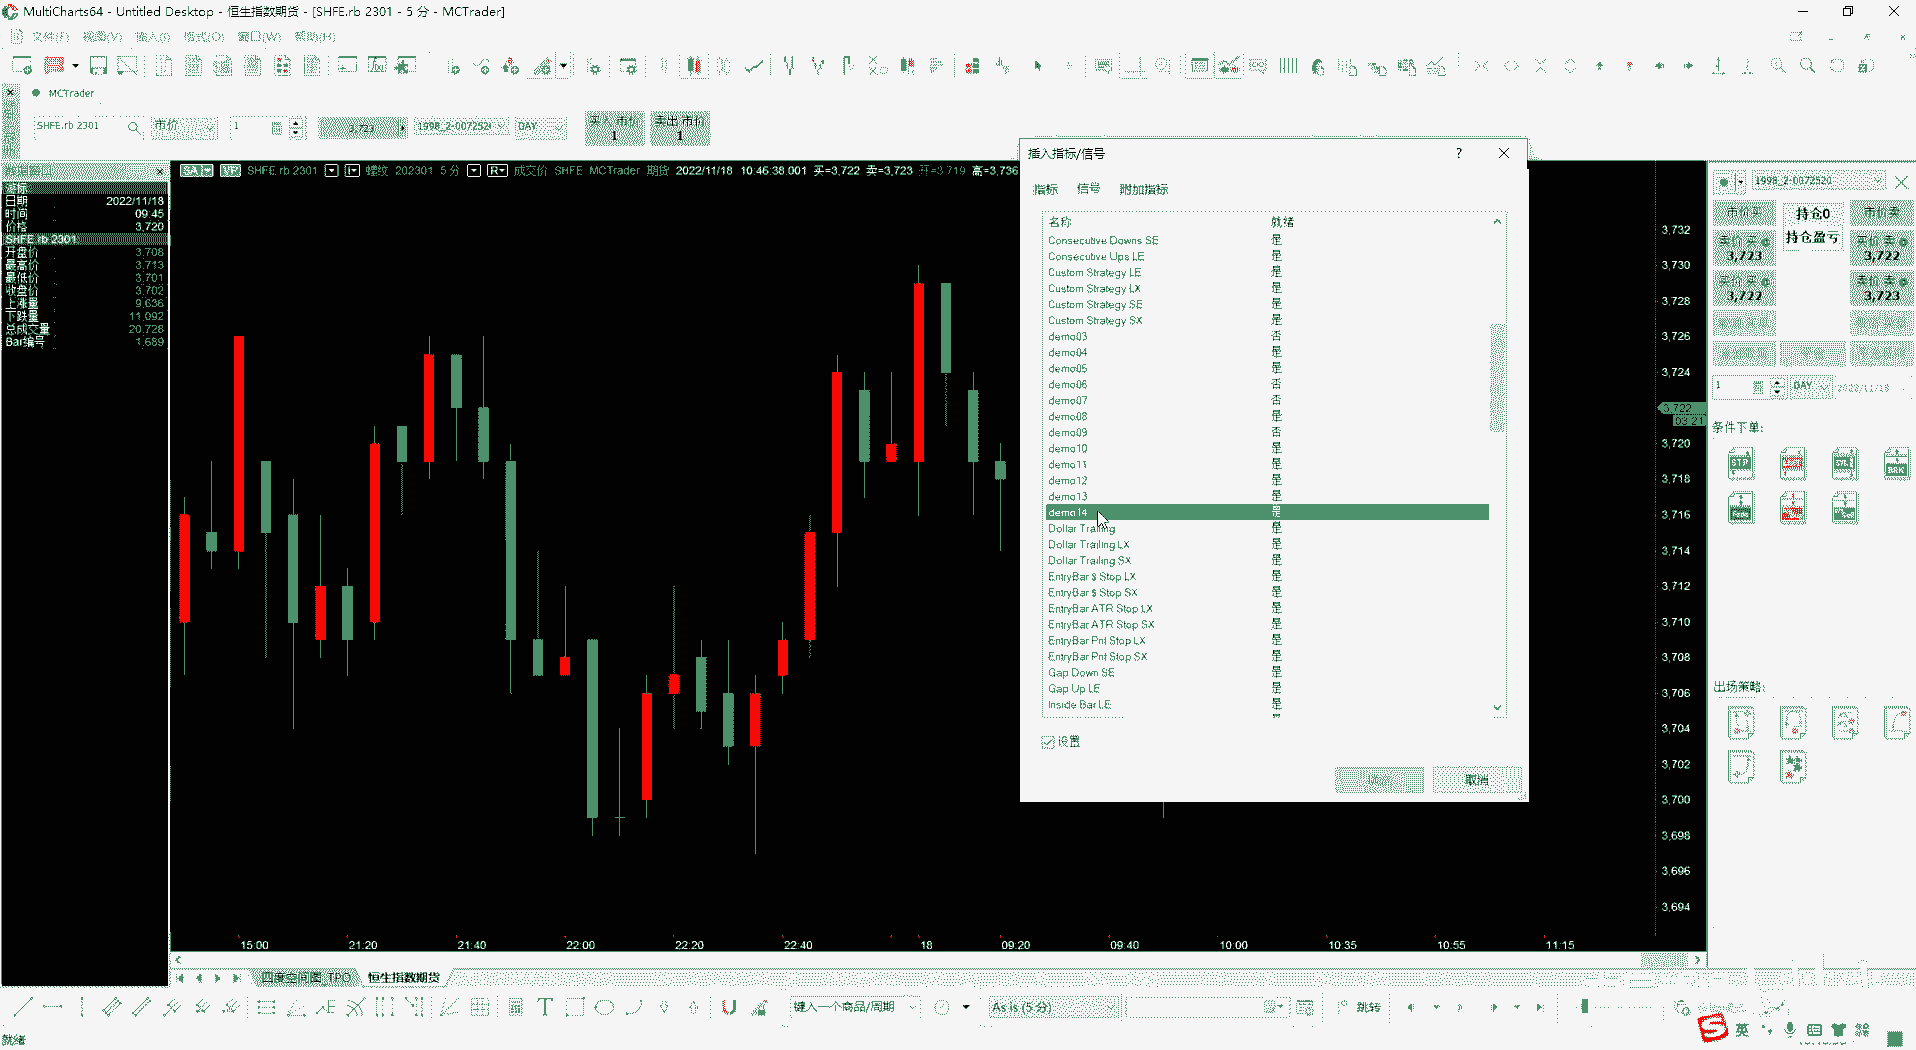 MultiCharts64 - Untitled Desktop - 恒生指数期货 - [SHFE.rb 2301 - 5 分 - MCTrader]
文件(F) 视图(V) 插入(I) 格式(O) 窗口(W) 帮助(H)
MCTrader
SHFE.rb 2301 市价 1 3,723 DAY
买入 市价 1
卖出 市价 1
SHFE rb 2301 螺纹 202301 5 分 成交价 SHFE MCTrader 期货 2022/11/18 10:46:38.001 买=3,722 卖=3,723 开=3,719 高=3,736
SA VP I R
日期 2022/11/18
时间 09:45
价格 3,720
SHFE.rb 2301
开盘价 3,708
最高价 3,713
最低价 3,701
收盘价 3,702
上涨量 9,636
下跌量 11,092
总成交量 20,728
Bar编号 1,689
插入指标/信号 ?
指标 信号 附加指标
名称 就绪
Consecutive Downs SE 是
Consecutive Ups LE 是
Custom Strategy LE 是
Custom Strategy LX 是
Custom Strategy SE 是
Custom Strategy SX 是
demo03 否
demo04 是
demo05 是
demo06 否
demo07 否
demo08 是
demo09 否
demo10 是
demo11 是
demo12 是
demo13 是
demo14 是
Dollar Trailing 是
Dollar Trailing LX 是
Dollar Trailing SX 是
EntryBar $ Stop LX 是
EntryBar $ Stop SX 是
EntryBar ATR Stop LX 是
EntryBar ATR Stop SX 是
EntryBar Pnt Stop LX 是
EntryBar Pnt Stop SX 是
Gap Down SE 是
Gap Up LE 是
Inside Bar LE 是
设置
取消
3,732
3,730
3,728
3,726
3,724
3,722
03:21
3,720
3,718
3,716
3,714
3,712
3,710
3,708
3,706
3,704
3,702
3,700
3,698
3,696
3,694
15:00 21:20 21:40 22:00 22:20 22:40 18 09:20 09:40 10:00 10:35 10:55 11:15
1998_2-0072520
市价买 持仓0 市价卖
持仓盈亏
3,723 3,722
3,722 3,723
1 DAY 2022/11/18
条件下单:
STP BRK
出场策略:
四度空间图_TPO 恒生指数期货
键入一个商品/周期 As is (5 分) 跳转
英
就绪